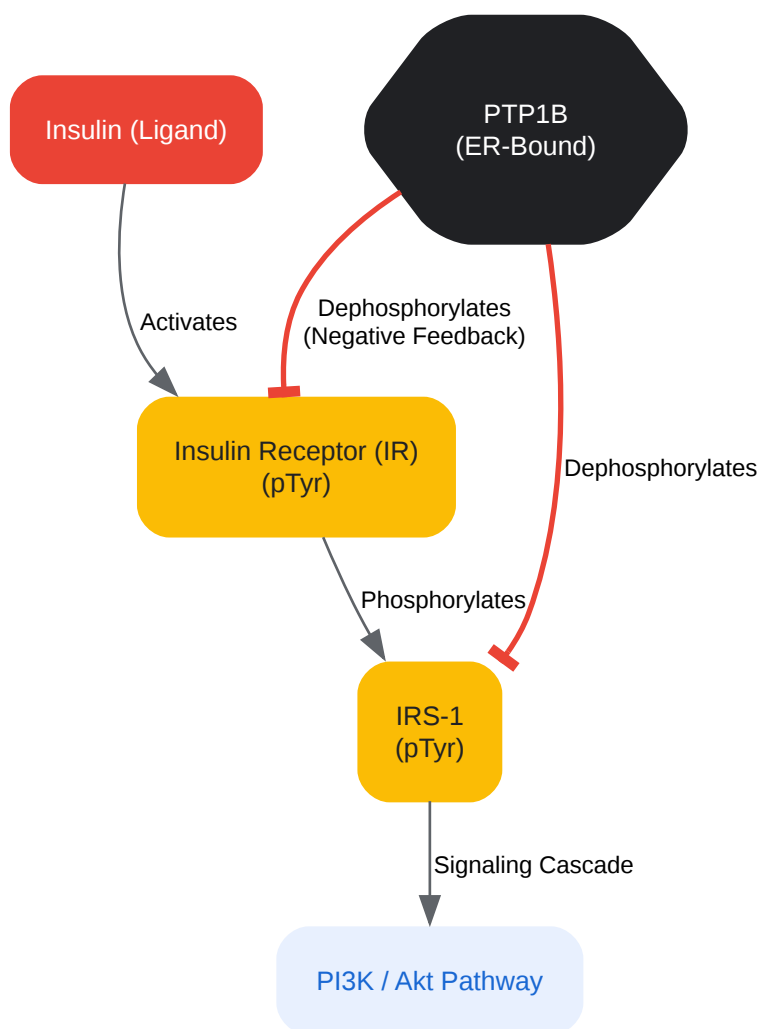 PTP1B
(ER-Bound)
Insulin (Ligand)
Dephosphorylates
(Negative Feedback)
Activates
Insulin Receptor (IR)
(pTyr)
Dephosphorylates
Phosphorylates
IRS-1
(pTyr)
Signaling Cascade
PI3K / Akt Pathway